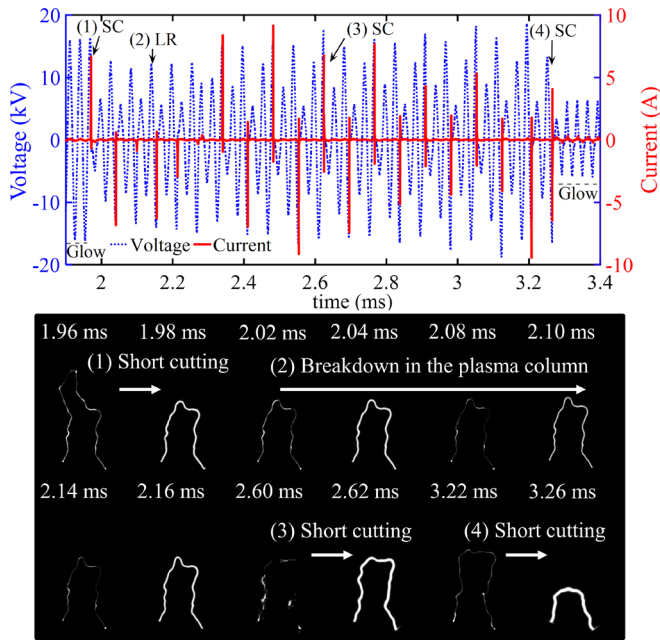 (1) SC
(2) LR
(3) SC
(4) SC
20
10
0
-10
-20
Voltage (kV)
10
5
0
-5
-10
Current (A)
Glow
Voltage
Current
Glow
2 2.2 2.4 2.6 2.8 3 3.2 3.4
time (ms)
1.96 ms 1.98 ms 2.02 ms 2.04 ms 2.08 ms 2.10 ms
(1) Short cutting (2) Breakdown in the plasma column
2.14 ms 2.16 ms 2.60 ms 2.62 ms 3.22 ms 3.26 ms
(3) Short cutting (4) Short cutting